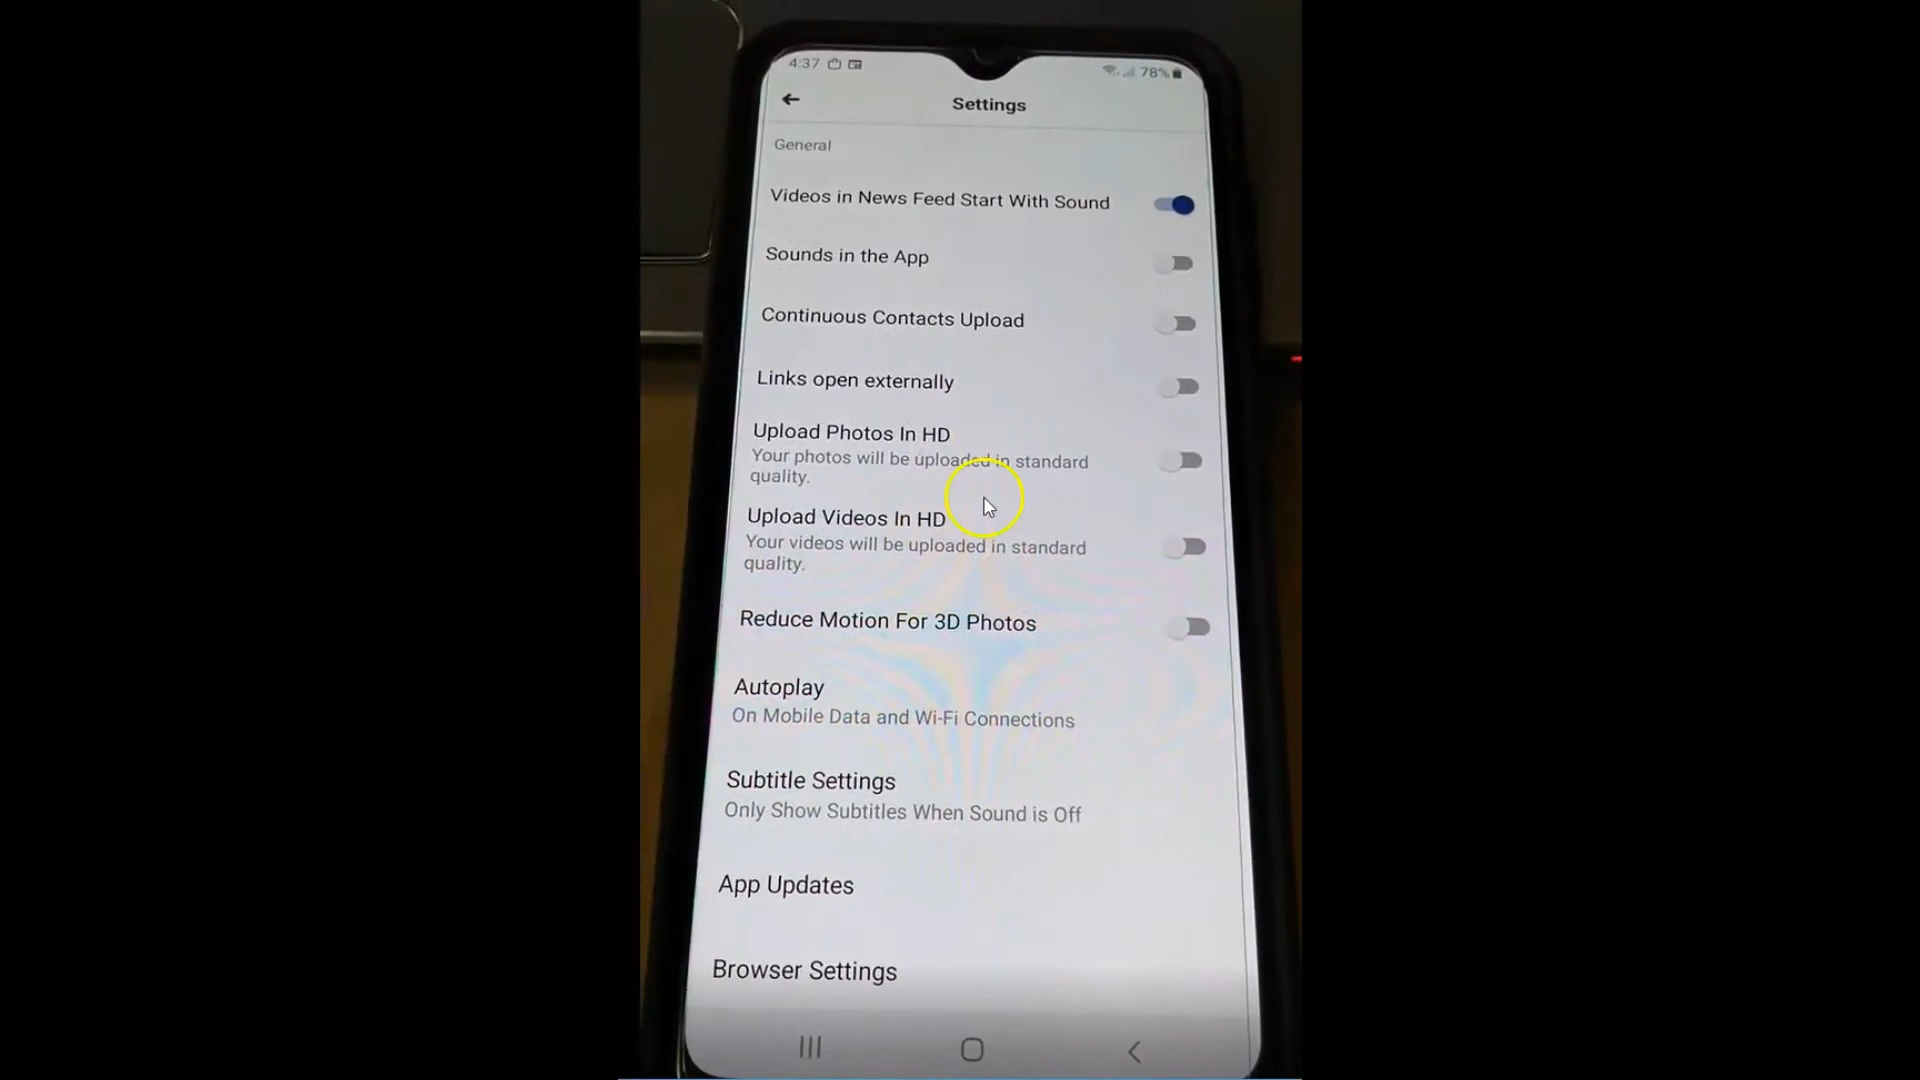 4:37 78%
Settings
General
Videos in News Feed Start With Sound
Sounds in the App
Continuous Contacts Upload
Links open externally
Upload Photos In HD
Your photos will be uploaded in standard
quality.
Upload Videos In HD
Your videos will be uploaded in standard
quality.
Reduce Motion For 3D Photos
Autoplay
On Mobile Data and Wi-Fi Connections
Subtitle Settings
Only Show Subtitles When Sound is Off
App Updates
Browser Settings